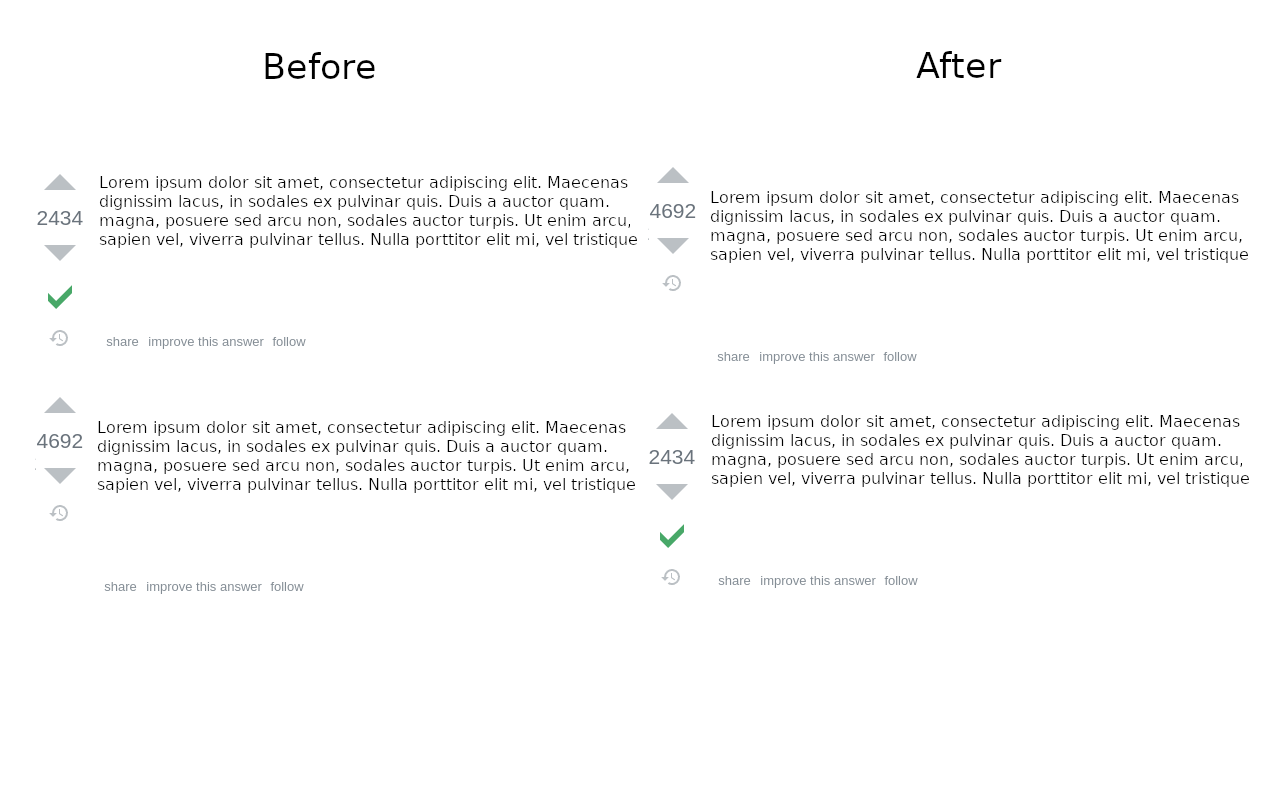 Before
2434
Lorem ipsum dolor sit amet, consectetur adipiscing elit. Maecenas
dignissim lacus, in sodales ex pulvinar quis. Duis a auctor quam.
magna, posuere sed arcu non, sodales auctor turpis. Ut enim arcu,
sapien vel, viverra pulvinar tellus. Nulla porttitor elit mi, vel tristique
share improve this answer follow
4692
Lorem ipsum dolor sit amet, consectetur adipiscing elit. Maecenas
dignissim lacus, in sodales ex pulvinar quis. Duis a auctor quam.
magna, posuere sed arcu non, sodales auctor turpis. Ut enim arcu,
sapien vel, viverra pulvinar tellus. Nulla porttitor elit mi, vel tristique
share improve this answer follow
After
4692
Lorem ipsum dolor sit amet, consectetur adipiscing elit. Maecenas
dignissim lacus, in sodales ex pulvinar quis. Duis a auctor quam.
magna, posuere sed arcu non, sodales auctor turpis. Ut enim arcu,
sapien vel, viverra pulvinar tellus. Nulla porttitor elit mi, vel tristique
share improve this answer follow
2434
Lorem ipsum dolor sit amet, consectetur adipiscing elit. Maecenas
dignissim lacus, in sodales ex pulvinar quis. Duis a auctor quam.
magna, posuere sed arcu non, sodales auctor turpis. Ut enim arcu,
sapien vel, viverra pulvinar tellus. Nulla porttitor elit mi, vel tristique
share improve this answer follow